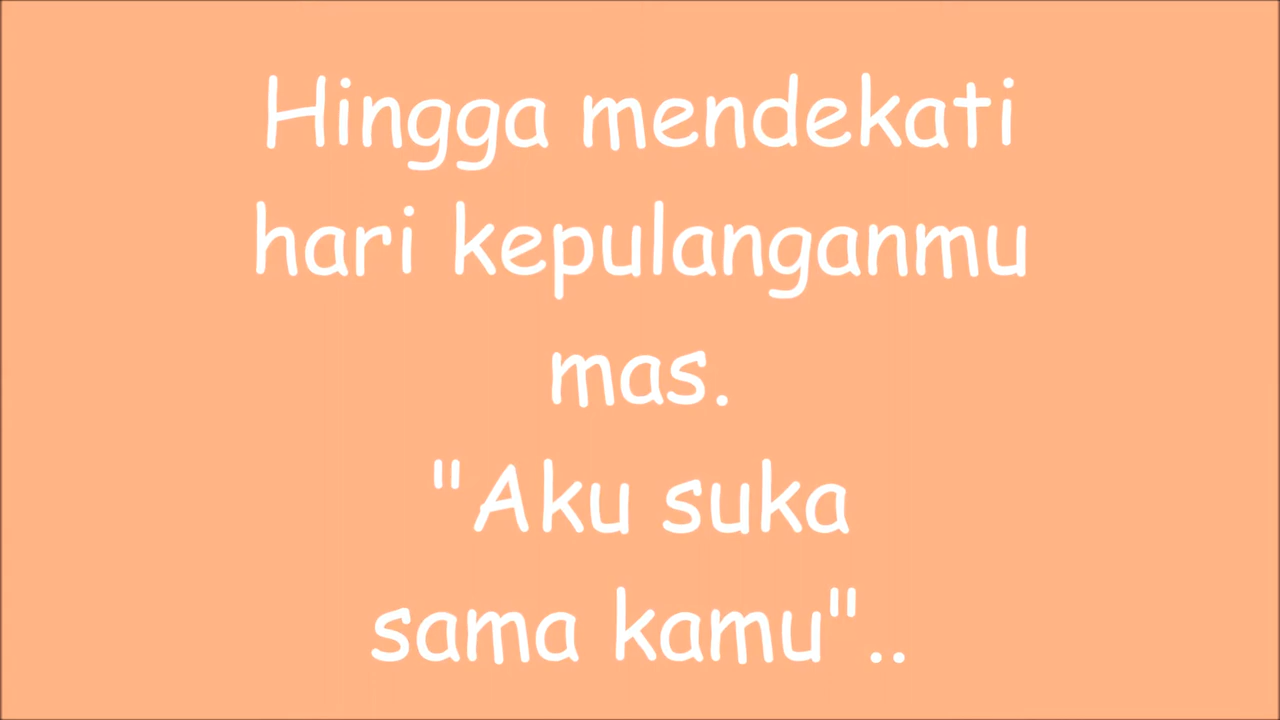 Hingga mendekati
hari kepulanganmu
mas.
"Aku suka
sama kamu"..